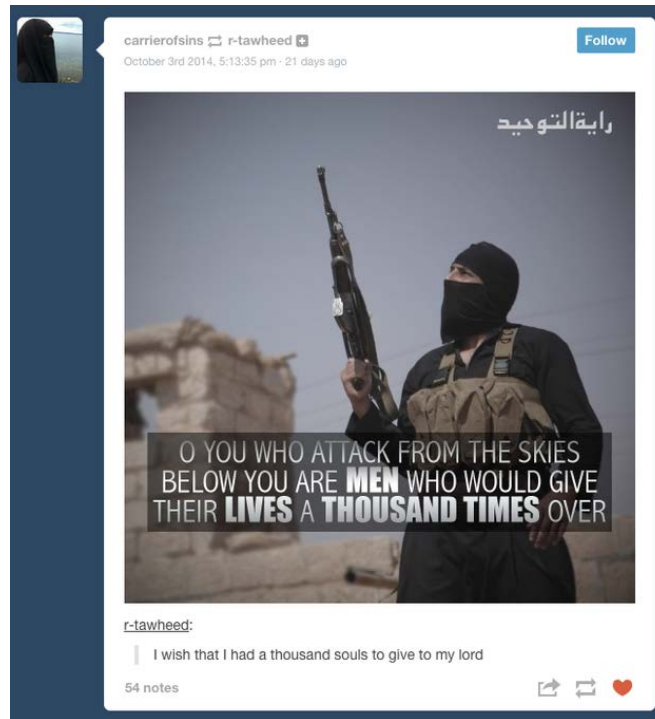 carrierofsins r-tawheed
Follow
October 3rd 2014, 5:13:35 pm · 21 days ago
رايةالتوحيد
O YOU WHO ATTACK FROM THE SKIES
BELOW YOU ARE MEN WHO WOULD GIVE
THEIR LIVES A THOUSAND TIMES OVER
r-tawheed:
I wish that I had a thousand souls to give to my lord
54 notes